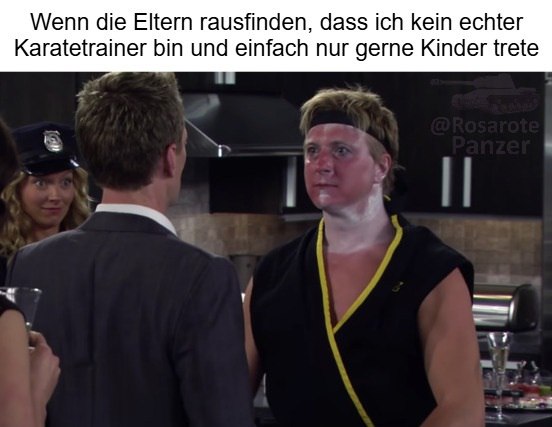 Wenn die Eltern rausfinden, dass ich kein echter
Karatetrainer bin und einfach nur gerne Kinder trete
@Rosarote
Panzer